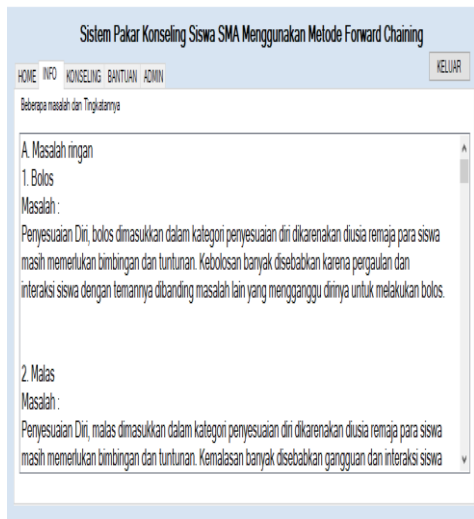 Sistem Pakar Konseling Siswa SMA Menggunakan Metode Forward Chaining
KELUAR
HOME INFO KONSELING BANTUAN ADMIN
Beberapa masalah dan Tingkatannya
A. Masalah ringan
1. Bolos
Masalah :
Penyesuaian Diri, bolos dimasukkan dalam kategori penyesuaian diri dikarenakan diusia remaja para siswa
masih memerlukan bimbingan dan tuntunan. Kebolosan banyak disebabkan karena pergaulan dan
interaksi siswa dengan temannya dibanding masalah lain yang mengganggu dirinya untuk melakukan bolos.
2. Malas
Masalah :
Penyesuaian Diri, malas dimasukkan dalam kategori penyesuaian diri dikarenakan diusia remaja para siswa
masih memerlukan bimbingan dan tuntunan. Kemalasan banyak disebabkan gangguan dan interaksi siswa